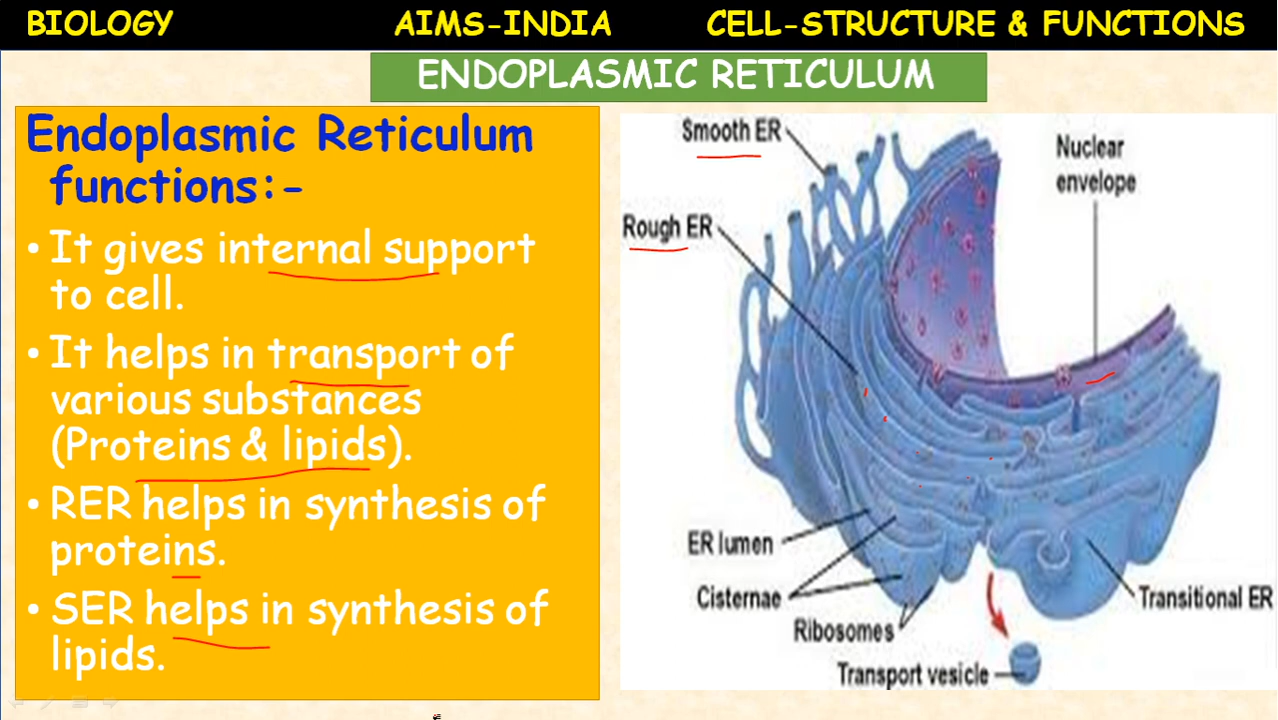 BIOLOGY AIMS-INDIA CELL-STRUCTURE & FUNCTIONS
ENDOPLASMIC RETICULUM
Endoplasmic Reticulum
functions:-
• It gives internal support
to cell.
• It helps in transport of
various substances
(Proteins & lipids).
• RER helps in synthesis of
proteins.
• SER helps in synthesis of
lipids.
Smooth ER
Nuclear
envelope
Rough ER
ER lumen
Cisternae
Transitional ER
Ribosomes
Transport vesicle